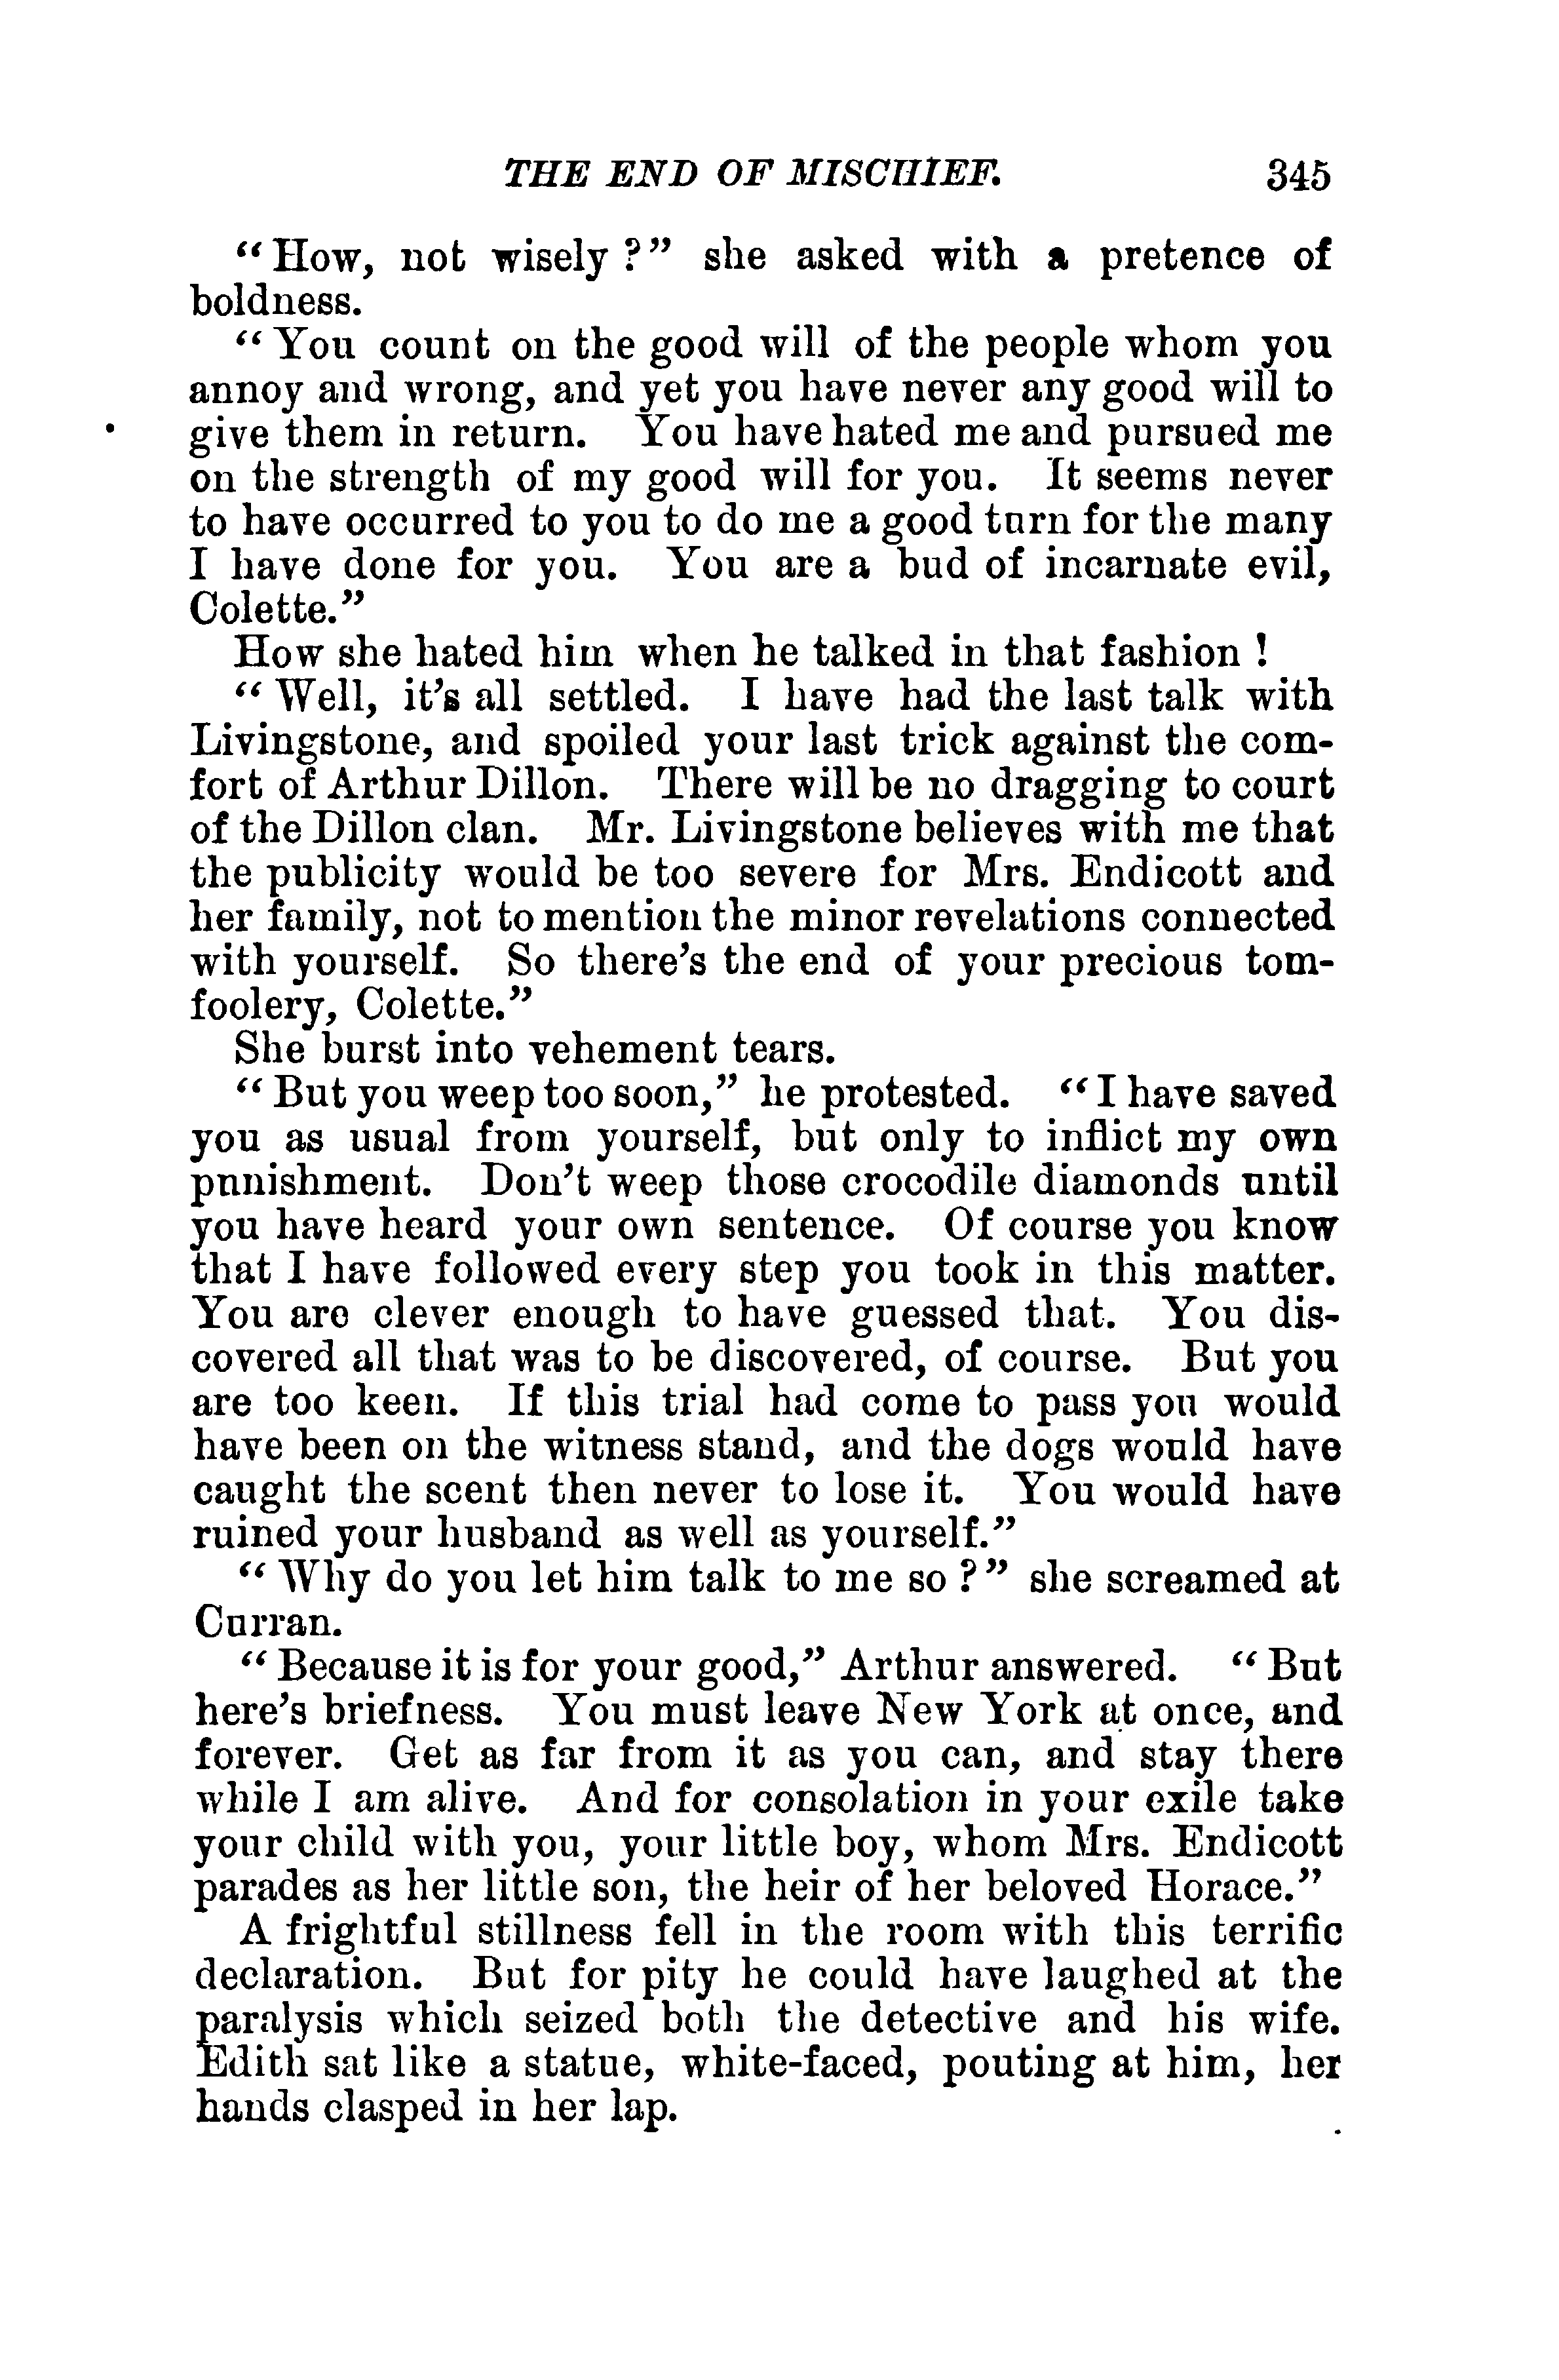 THE END OF MISCHIEF. 345
“How, not wisely?” she asked with a pretence of
boldness.
“You count on the good will of the people whom you
annoy and wrong, and yet you have never any good will to
give them in return. You have hated me and pursued me
on the strength of my good will for you. It seems never
to have occurred to you to do me a good turn for the many
I have done for you. You are a bud of incarnate evil,
Colette.”
How she hated him when he talked in that fashion!
“Well, it’s all settled. I have had the last talk with
Livingstone, and spoiled your last trick against the com-
fort of Arthur Dillon. There will be no dragging to court
of the Dillon clan. Mr. Livingstone believes with me that
the publicity would be too severe for Mrs. Endicott and
her family, not to mention the minor revelations connected
with yourself. So there’s the end of your precious tom-
foolery, Colette.”
She burst into vehement tears.
“But you weep too soon,” he protested. “I have saved
you as usual from yourself, but only to inflict my own
punishment. Don’t weep those crocodile diamonds until
you have heard your own sentence. Of course you know
that I have followed every step you took in this matter.
You are clever enough to have guessed that. You dis-
covered all that was to be discovered, of course. But you
are too keen. If this trial had come to pass you would
have been on the witness stand, and the dogs would have
caught the scent then never to lose it. You would have
ruined your husband as well as yourself.”
“Why do you let him talk to me so?” she screamed at
Curran.
“Because it is for your good,” Arthur answered. “But
here’s briefness. You must leave New York at once, and
forever. Get as far from it as you can, and stay there
while I am alive. And for consolation in your exile take
your child with you, your little boy, whom Mrs. Endicott
parades as her little son, the heir of her beloved Horace.”
A frightful stillness fell in the room with this terrific
declaration. But for pity he could have laughed at the
paralysis which seized both the detective and his wife.
Edith sat like a statue, white-faced, pouting at him, her
hands clasped in her lap.